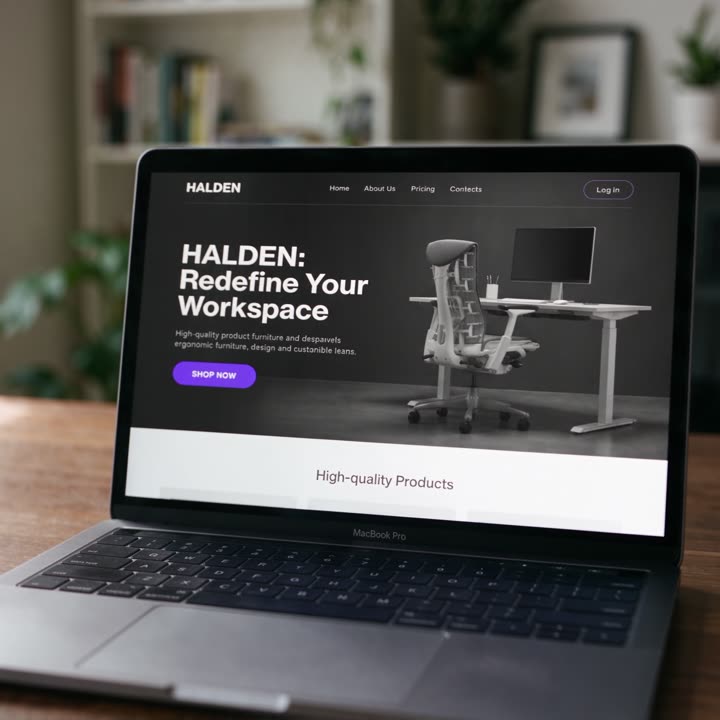 HALDEN
Home About Us Pricing Contects Log in
HALDEN:
Redefine Your
Workspace
High-quality product furniture and despaivels
ergonomic furniture, design and custanible leans.
SHOP NOW
High-quality Products
MacBook Pro